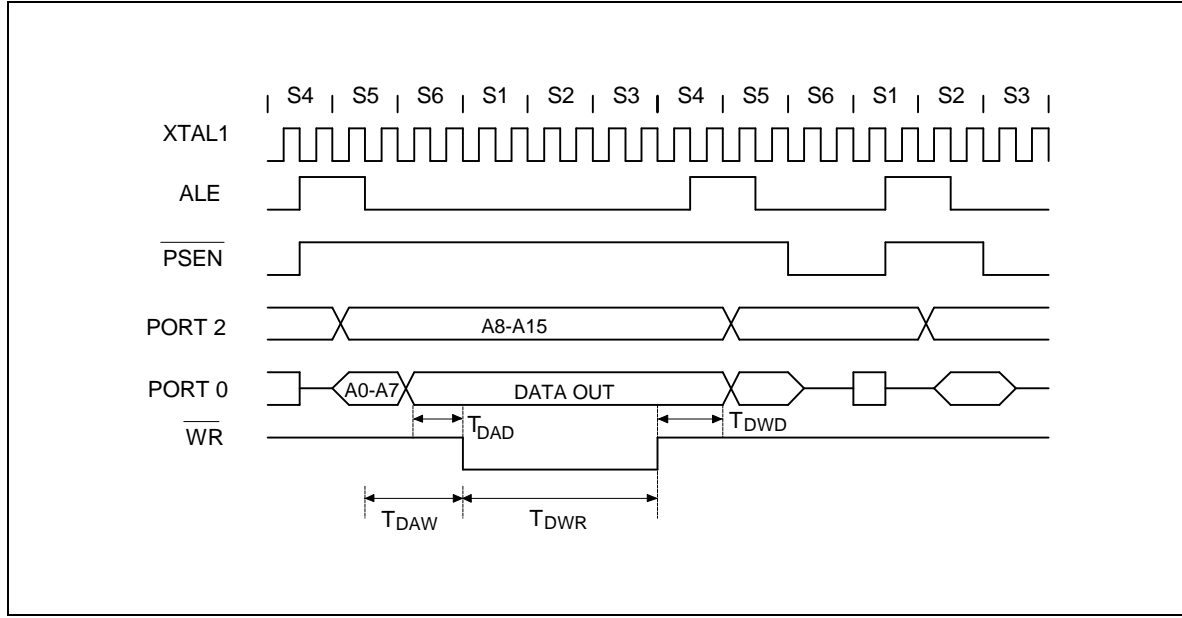 | S4 | S5 | S6 | S1 | S2 | S3 | S4 | S5 | S6 | S1 | S2 | S3 |
XTAL1
ALE
PSEN
PORT 2 A8-A15
PORT 0 A0-A7 DATA OUT
TDAD TDWD
WR
TDAW TDWR